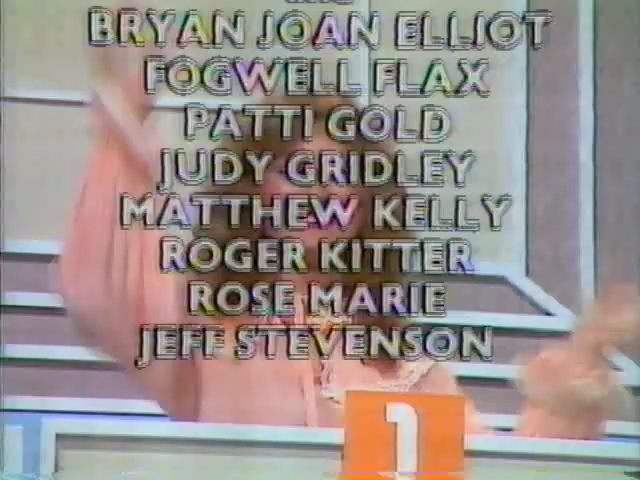 BRYAN JOAN ELLIOT
FOGWELL FLAX
PATTI GOLD
JUDY GRIDLEY
MATTHEW KELLY
ROGER KITTER
ROSE MARIE
JEFF STEVENSON
1